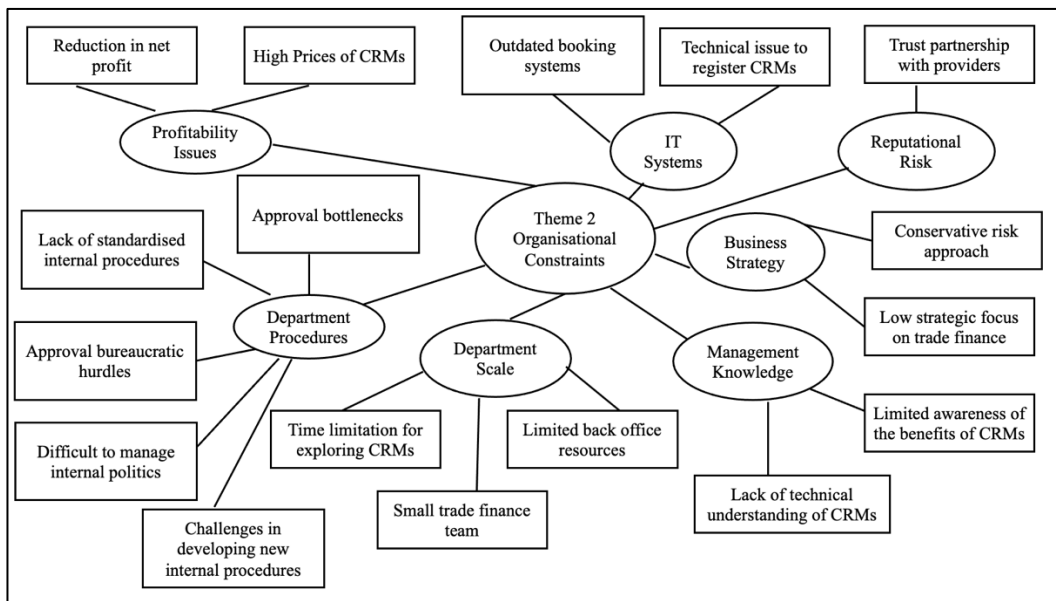 Reduction in net
profit
High Prices of CRMs
Outdated booking
systems
Technical issue to
register CRMs
Trust partnership
with providers
Profitability
Issues
IT
Systems
Reputational
Risk
Approval bottlenecks
Theme 2
Organisational
Constraints
Business
Strategy
Conservative risk
approach
Lack of standardised
internal procedures
Department
Procedures
Low strategic focus
on trade finance
Approval bureaucratic
hurdles
Department
Scale
Management
Knowledge
Time limitation for
exploring CRMs
Limited back office
resources
Limited awareness of
the benefits of CRMs
Difficult to manage
internal politics
Small trade finance
team
Lack of technical
understanding of CRMs
Challenges in
developing new
internal procedures